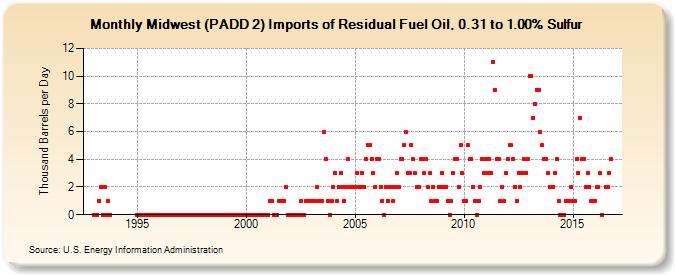 Monthly Midwest (PADD 2) Imports of Residual Fuel Oil, 0.31 to 1.00% Sulfur
Thousand Barrels per Day
12
10
8
6
4
2
0
1995 2000 2005 2010 2015
Source: U.S. Energy Information Administration